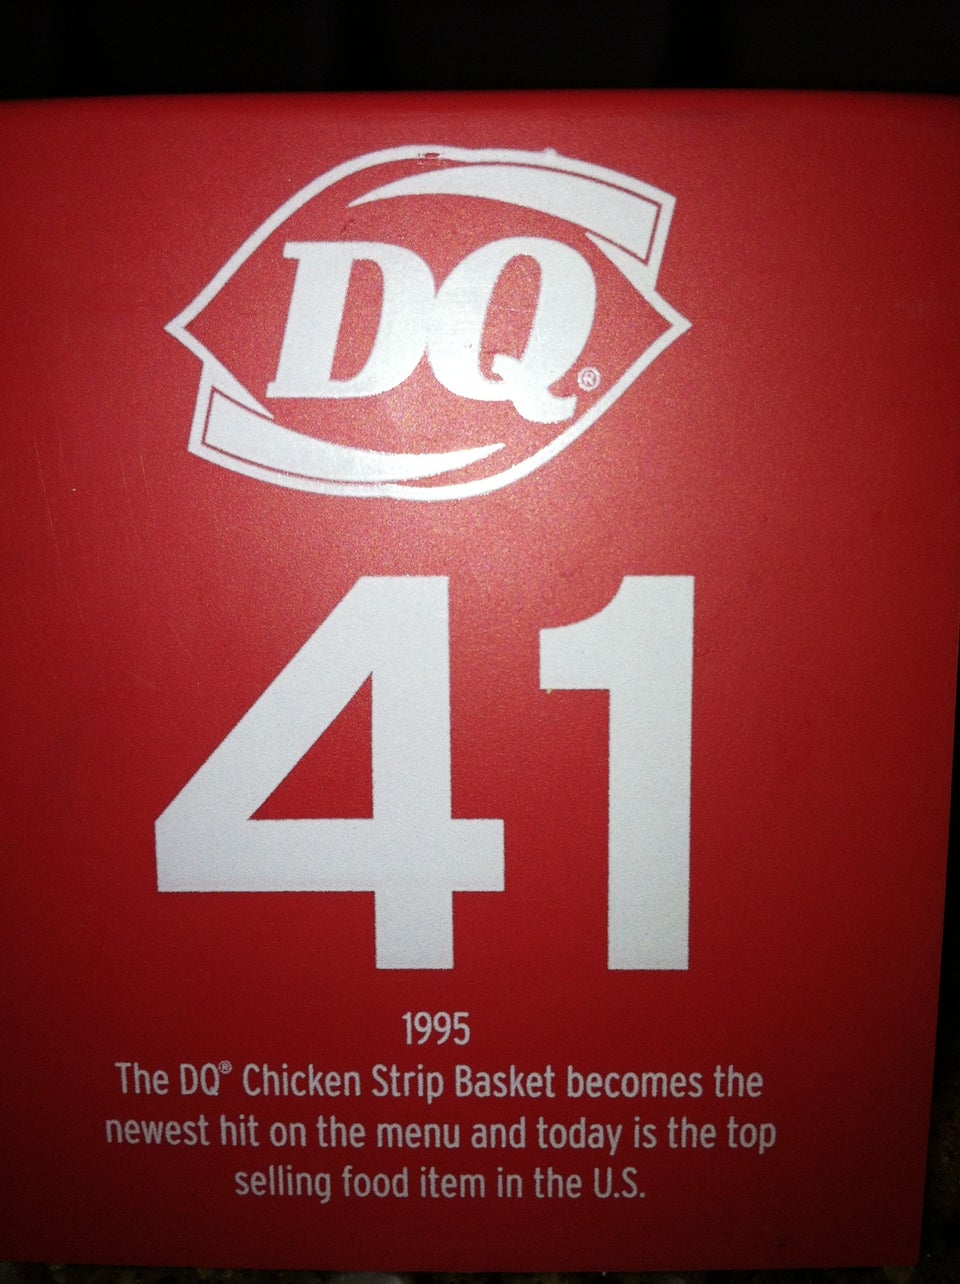 DQ®
41
1995
The DQ® Chicken Strip Basket becomes the
newest hit on the menu and today is the top
selling food item in the U.S.